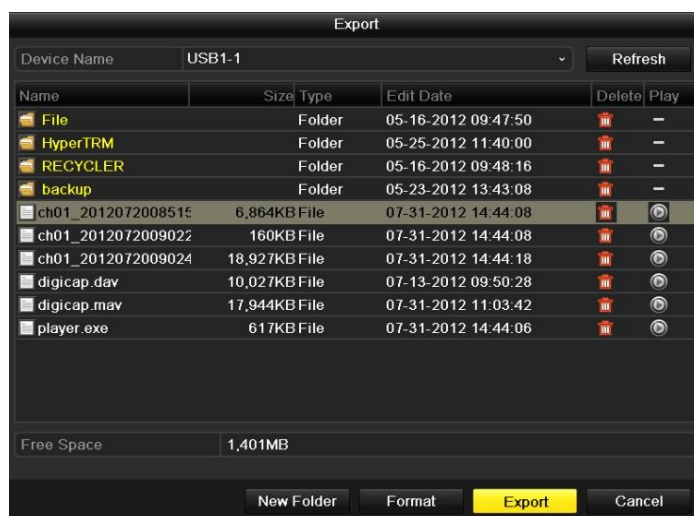 Export
Device Name USB1-1 Refresh
Name Size Type Edit Date Delete Play
File Folder 05-16-2012 09:47:50 –
HyperTRM Folder 05-25-2012 11:40:00 –
RECYCLER Folder 05-16-2012 09:48:16 –
backup Folder 05-23-2012 13:43:08 –
ch01_2012072008515 6,864KB File 07-31-2012 14:44:08
ch01_2012072009022 160KB File 07-31-2012 14:44:08
ch01_2012072009024 18,927KB File 07-31-2012 14:44:18
digicap.dav 10,027KB File 07-13-2012 09:50:28
digicap.mav 17,944KB File 07-31-2012 11:03:42
player.exe 617KB File 07-31-2012 14:44:06
Free Space 1,401MB
New Folder Format Export Cancel